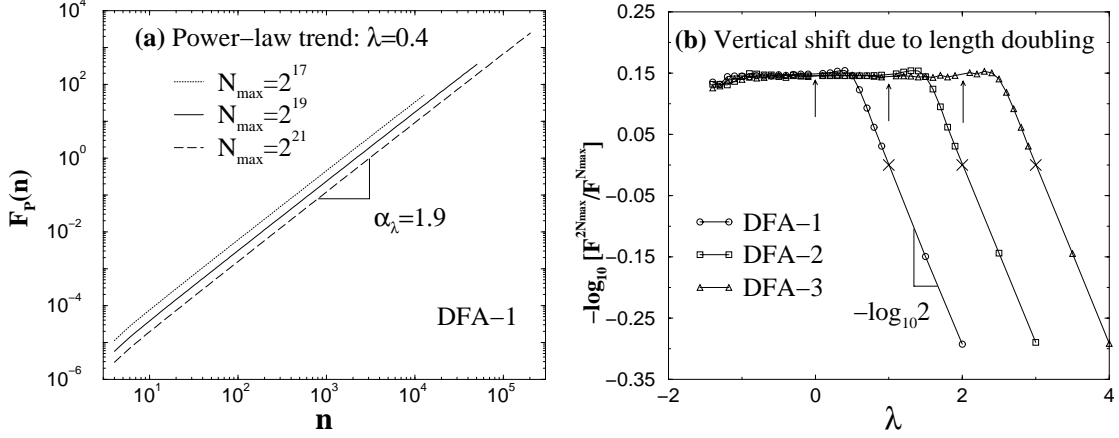 (a) Power–law trend: λ=0.4
N_max=2^17
N_max=2^19
N_max=2^21
α_λ=1.9
DFA–1
F_P(n)
10^4
10^2
10^0
10^−2
10^−4
10^−6
10^1 10^2 10^3 10^4 10^5
n
(b) Vertical shift due to length doubling
DFA–1
DFA–2
DFA–3
−log_10 2
−log_10 [F^2Nmax/F^Nmax]
0.25
0.15
0.05
−0.05
−0.15
−0.25
−0.35
−2 0 2 4
λ